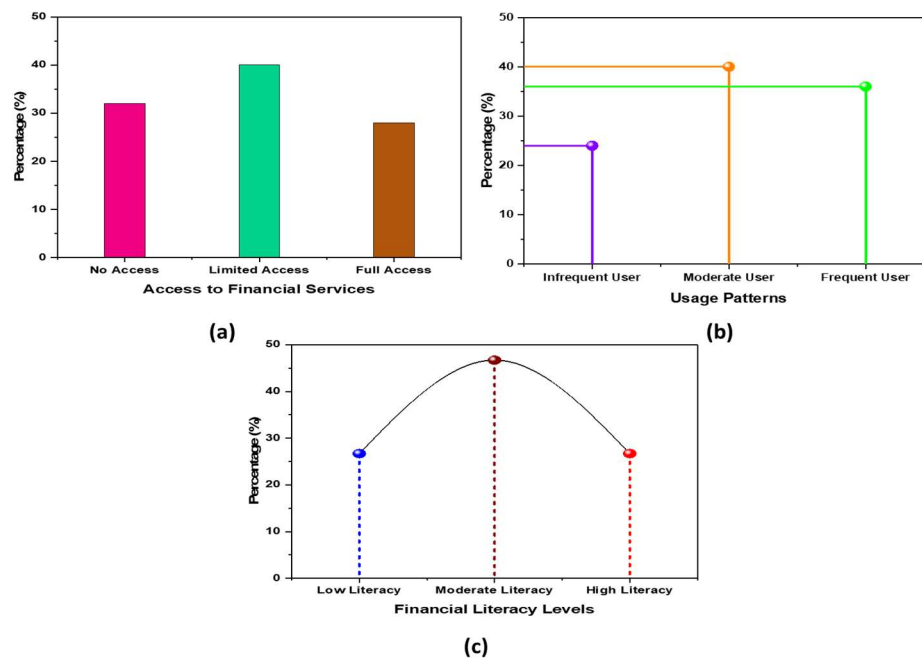 50
40
30
20
10
0
Percentage (%)
No Access Limited Access Full Access
Access to Financial Services
(a)
50
40
30
20
10
0
Percentage (%)
Infrequent User Moderate User Frequent User
Usage Patterns
(b)
50
40
30
20
10
0
Percentage (%)
Low Literacy Moderate Literacy High Literacy
Financial Literacy Levels
(c)